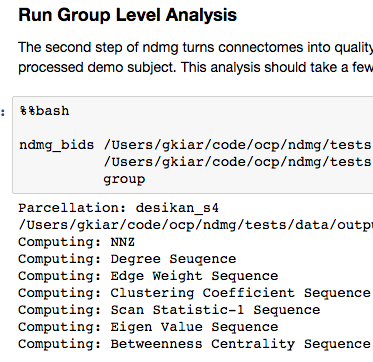 Run Group Level Analysis
The second step of ndmg turns connectomes into quality
processed demo subject. This analysis should take a few
:
%%bash
ndmg_bids /Users/gkiar/code/ocp/ndmg/tests
/Users/gkiar/code/ocp/ndmg/tests
group
Parcellation: desikan_s4
/Users/gkiar/code/ocp/ndmg/tests/data/outpu
Computing: NNZ
Computing: Degree Seuqence
Computing: Edge Weight Sequence
Computing: Clustering Coefficient Sequence
Computing: Scan Statistic-1 Sequence
Computing: Eigen Value Sequence
Computing: Betweenness Centrality Sequence